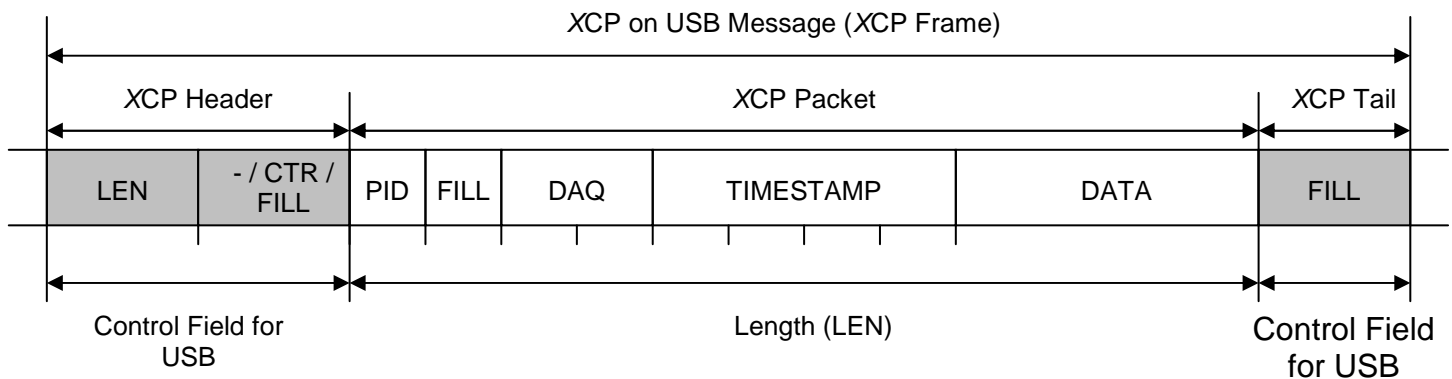 XCP on USB Message (XCP Frame)
XCP Header
XCP Packet
XCP Tail
LEN
- / CTR /
FILL
PID
FILL
DAQ
TIMESTAMP
DATA
FILL
Control Field for
USB
Length (LEN)
Control Field
for USB